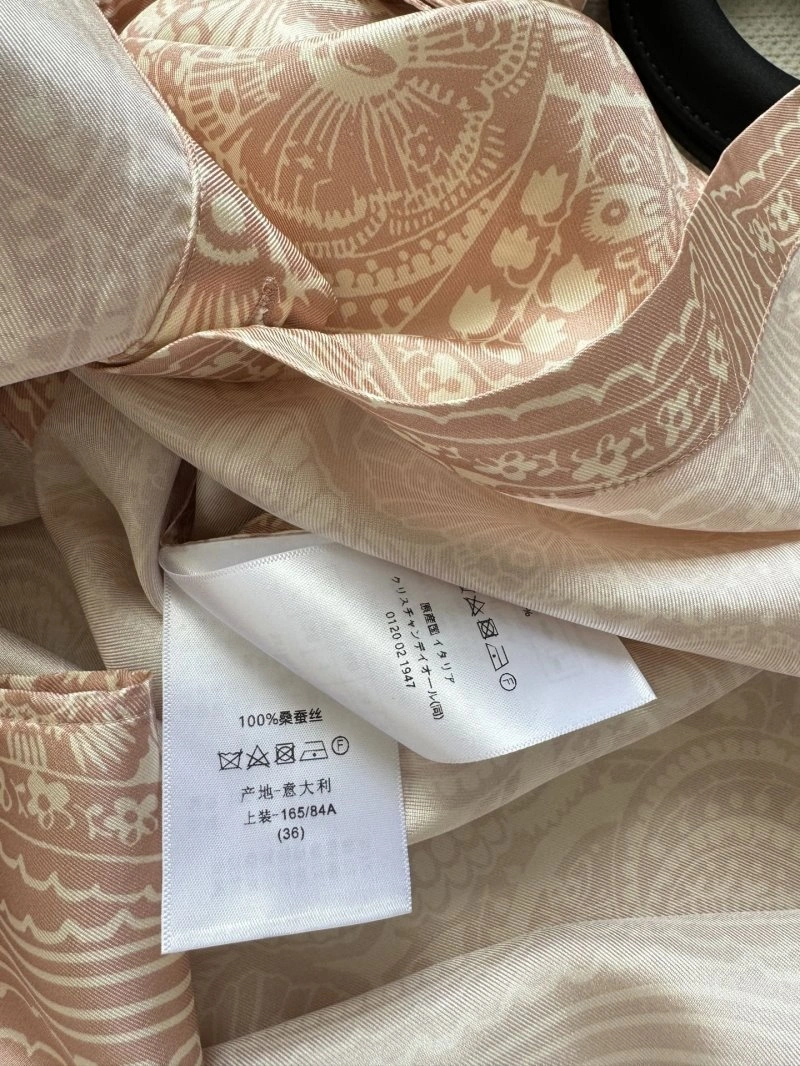 100%桑蚕丝
F
产地-意大利
上装-165/84A
(36)
%
F
原産国 イタリア
クリスチャンディオール(同)
0120 02 1947